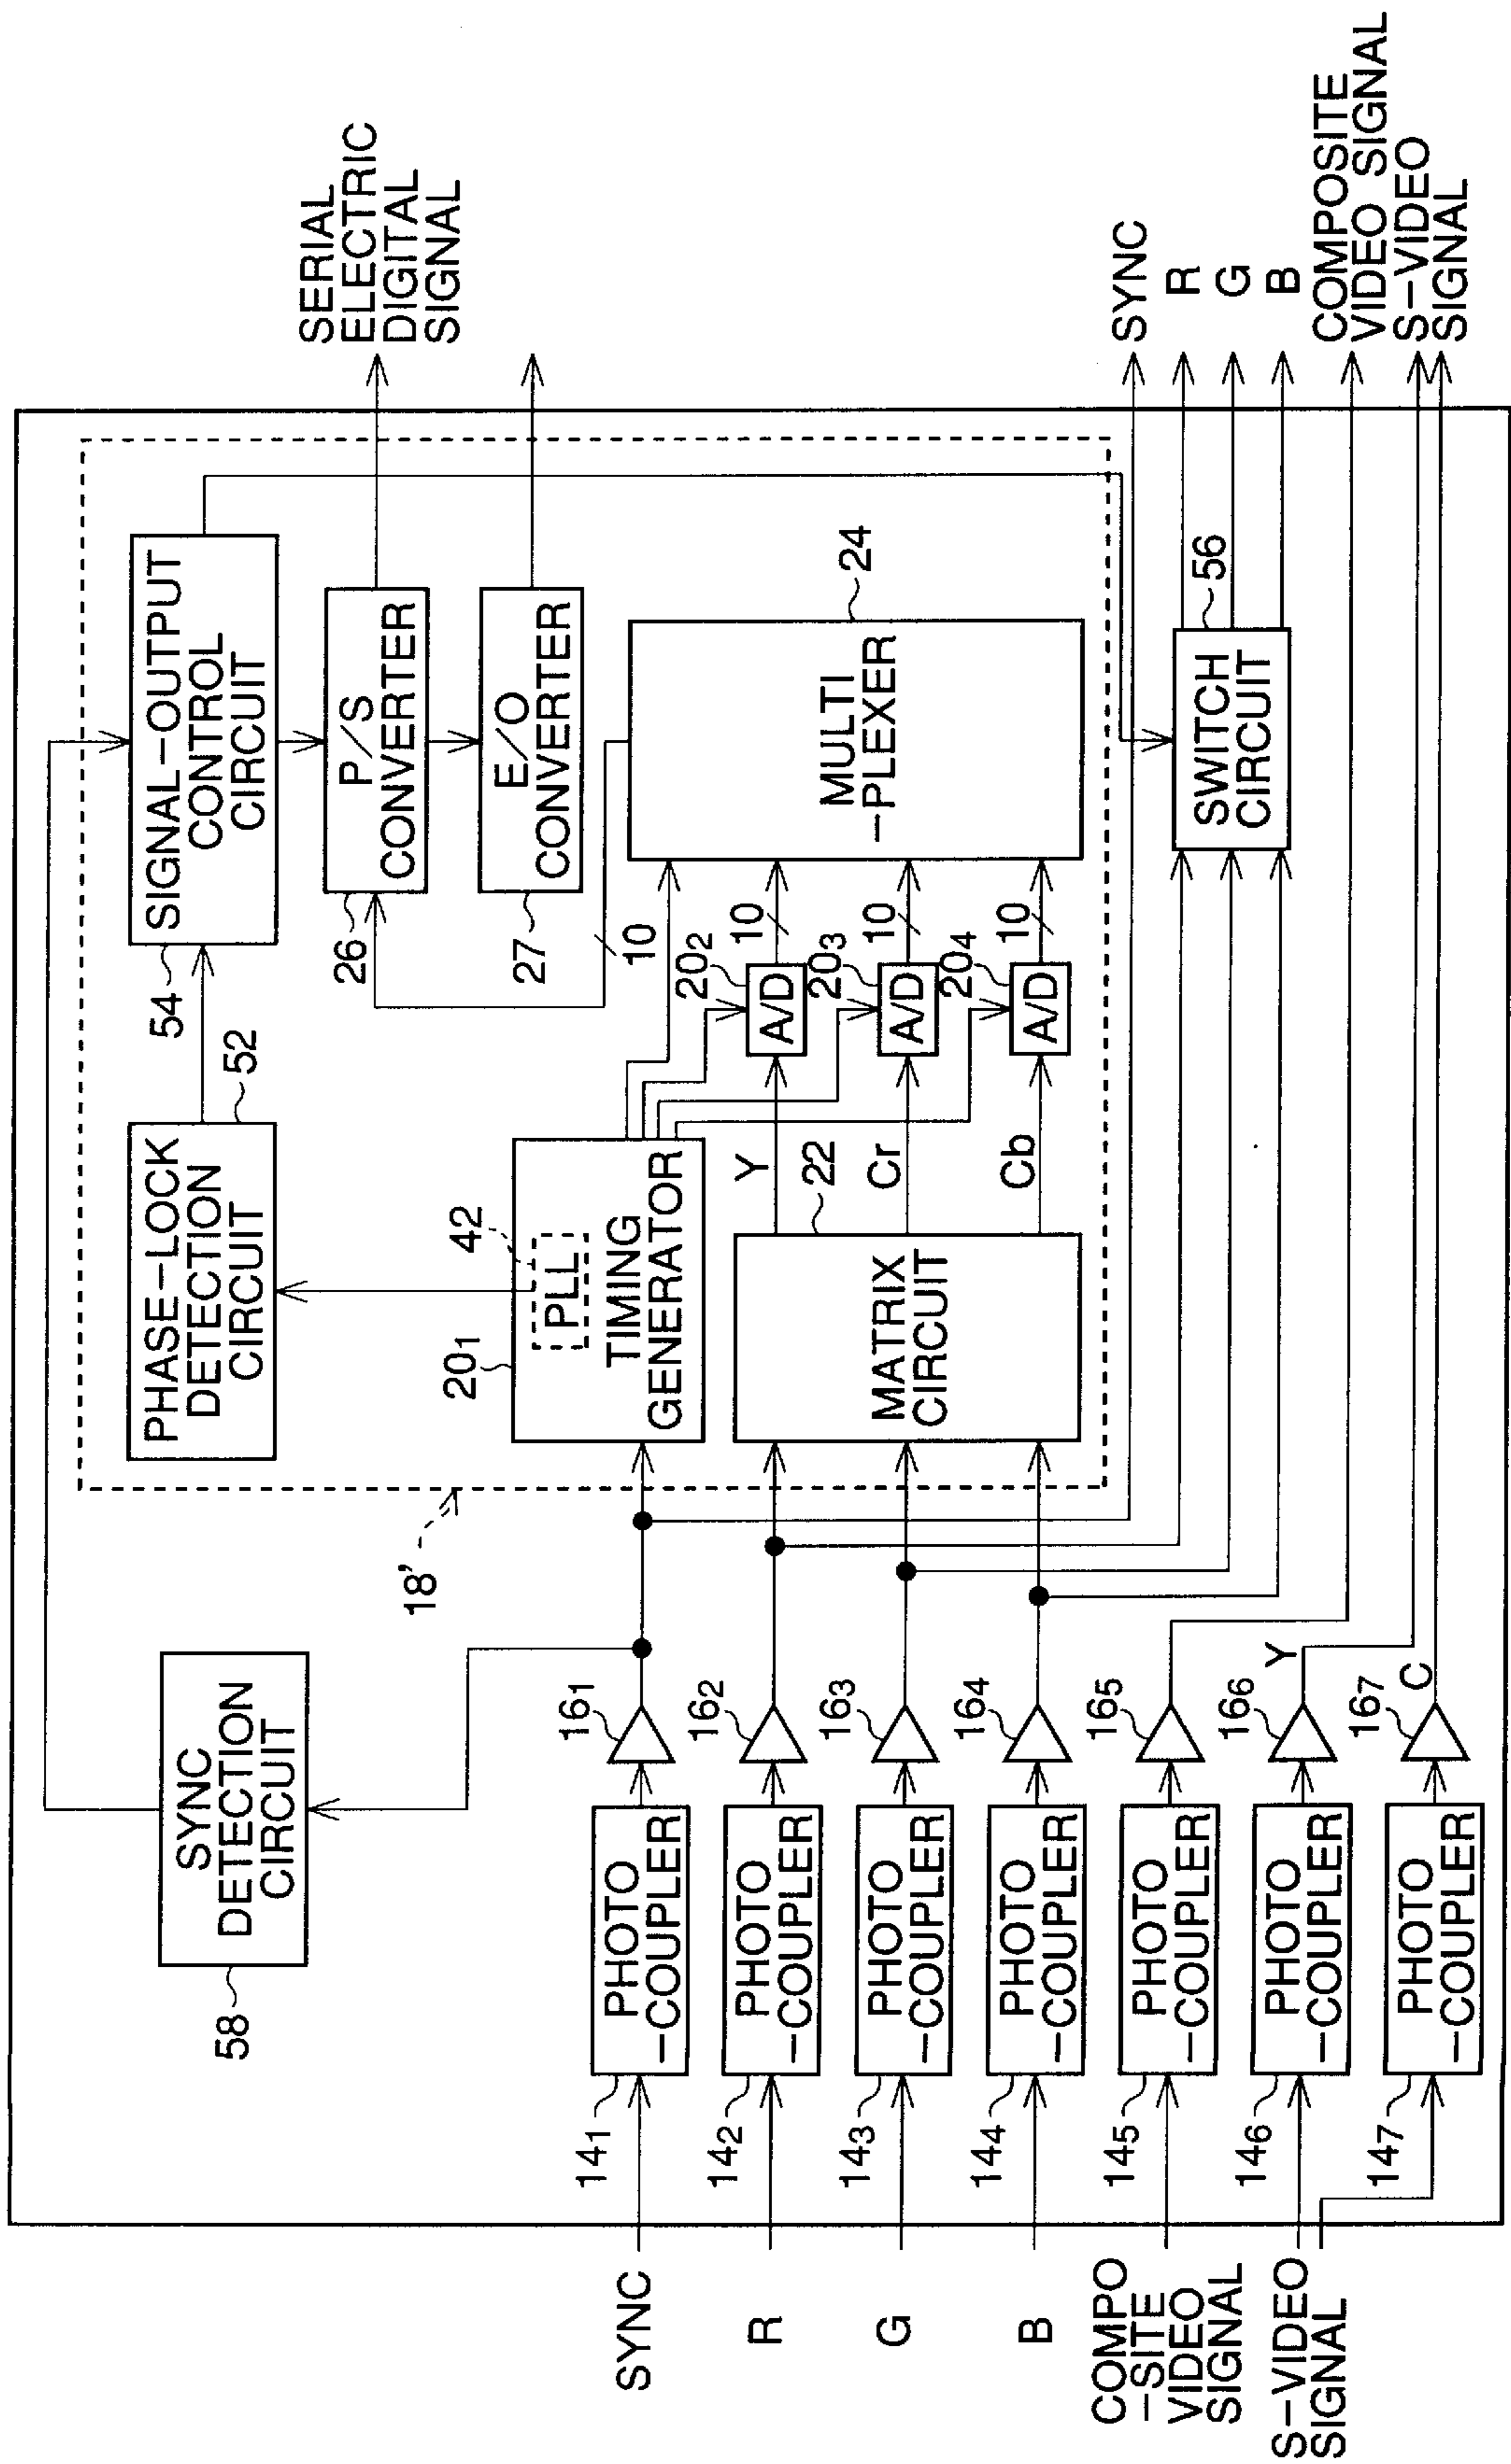 SYNC
DETECTION
CIRCUIT
58
18'
PHASE-LOCK
DETECTION
CIRCUIT
52
SIGNAL-OUTPUT
CONTROL
CIRCUIT
54
P/S
CONVERTER
26
E/O
CONVERTER
27
SERIAL
ELECTRIC
DIGITAL
SIGNAL
PLL
42
TIMING
GENERATOR
20₁
MATRIX
CIRCUIT
22
Y
Cr
Cb
A/D
20₂
A/D
20₃
A/D
20₄
10
10
10
10
MULTI
-PLEXER
24
SWITCH
CIRCUIT
56
SYNC
R
G
B
COMPO
-SITE
VIDEO
SIGNAL
S-VIDEO
SIGNAL
14₁
PHOTO
-COUPLER
16₁
14₂
PHOTO
-COUPLER
16₂
14₃
PHOTO
-COUPLER
16₃
14₄
PHOTO
-COUPLER
16₄
14₅
PHOTO
-COUPLER
16₅
14₆
PHOTO
-COUPLER
16₆
Y
14₇
PHOTO
-COUPLER
16₇
C
SYNC
R
G
B
COMPOSITE
VIDEO SIGNAL
S-VIDEO
SIGNAL